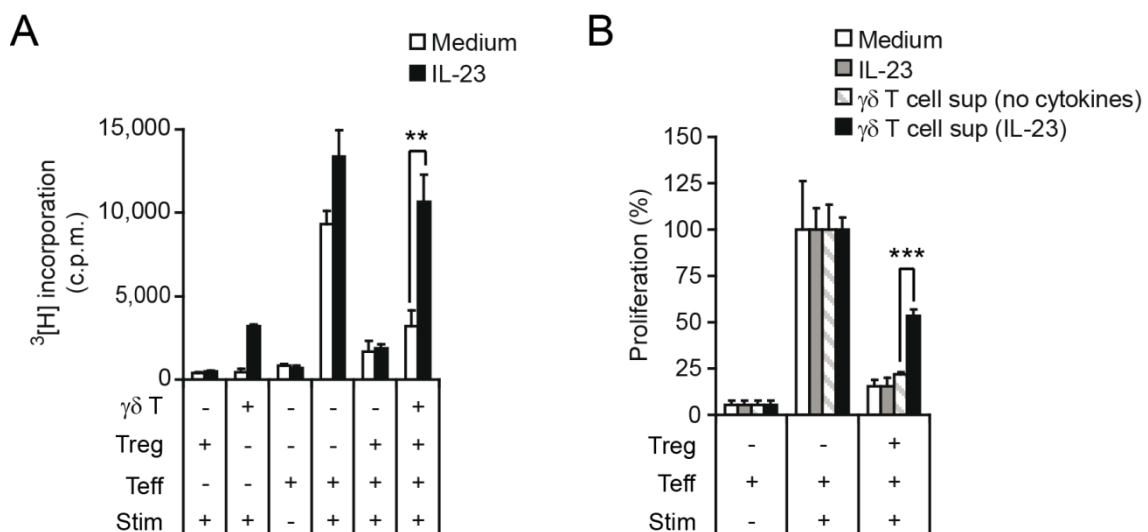 A
Medium
IL-23
15,000
10,000
5,000
0
³[H] incorporation
(c.p.m.)
**
γδ T - + - - - +
Treg + - - - + +
Teff - - + + + +
Stim + + - + + +
B
Medium
IL-23
γδ T cell sup (no cytokines)
γδ T cell sup (IL-23)
150
125
100
75
50
25
0
Proliferation (%)
***
Treg - - +
Teff + + +
Stim - + +